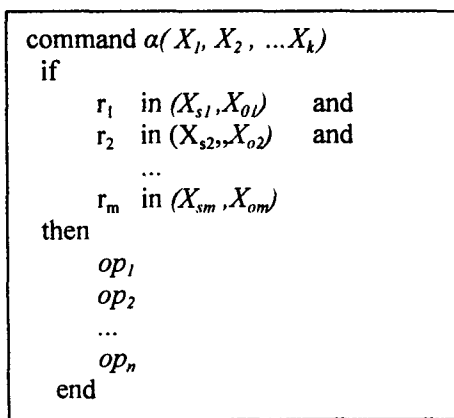 command α( X₁, X₂ , ...Xₖ)
if
r₁ in (Xₛ₁,X₀₁) and
r₂ in (Xₛ₂,,Xₒ₂) and
...
rₘ in (Xₛₘ ,Xₒₘ)
then
op₁
op₂
...
opₙ
end